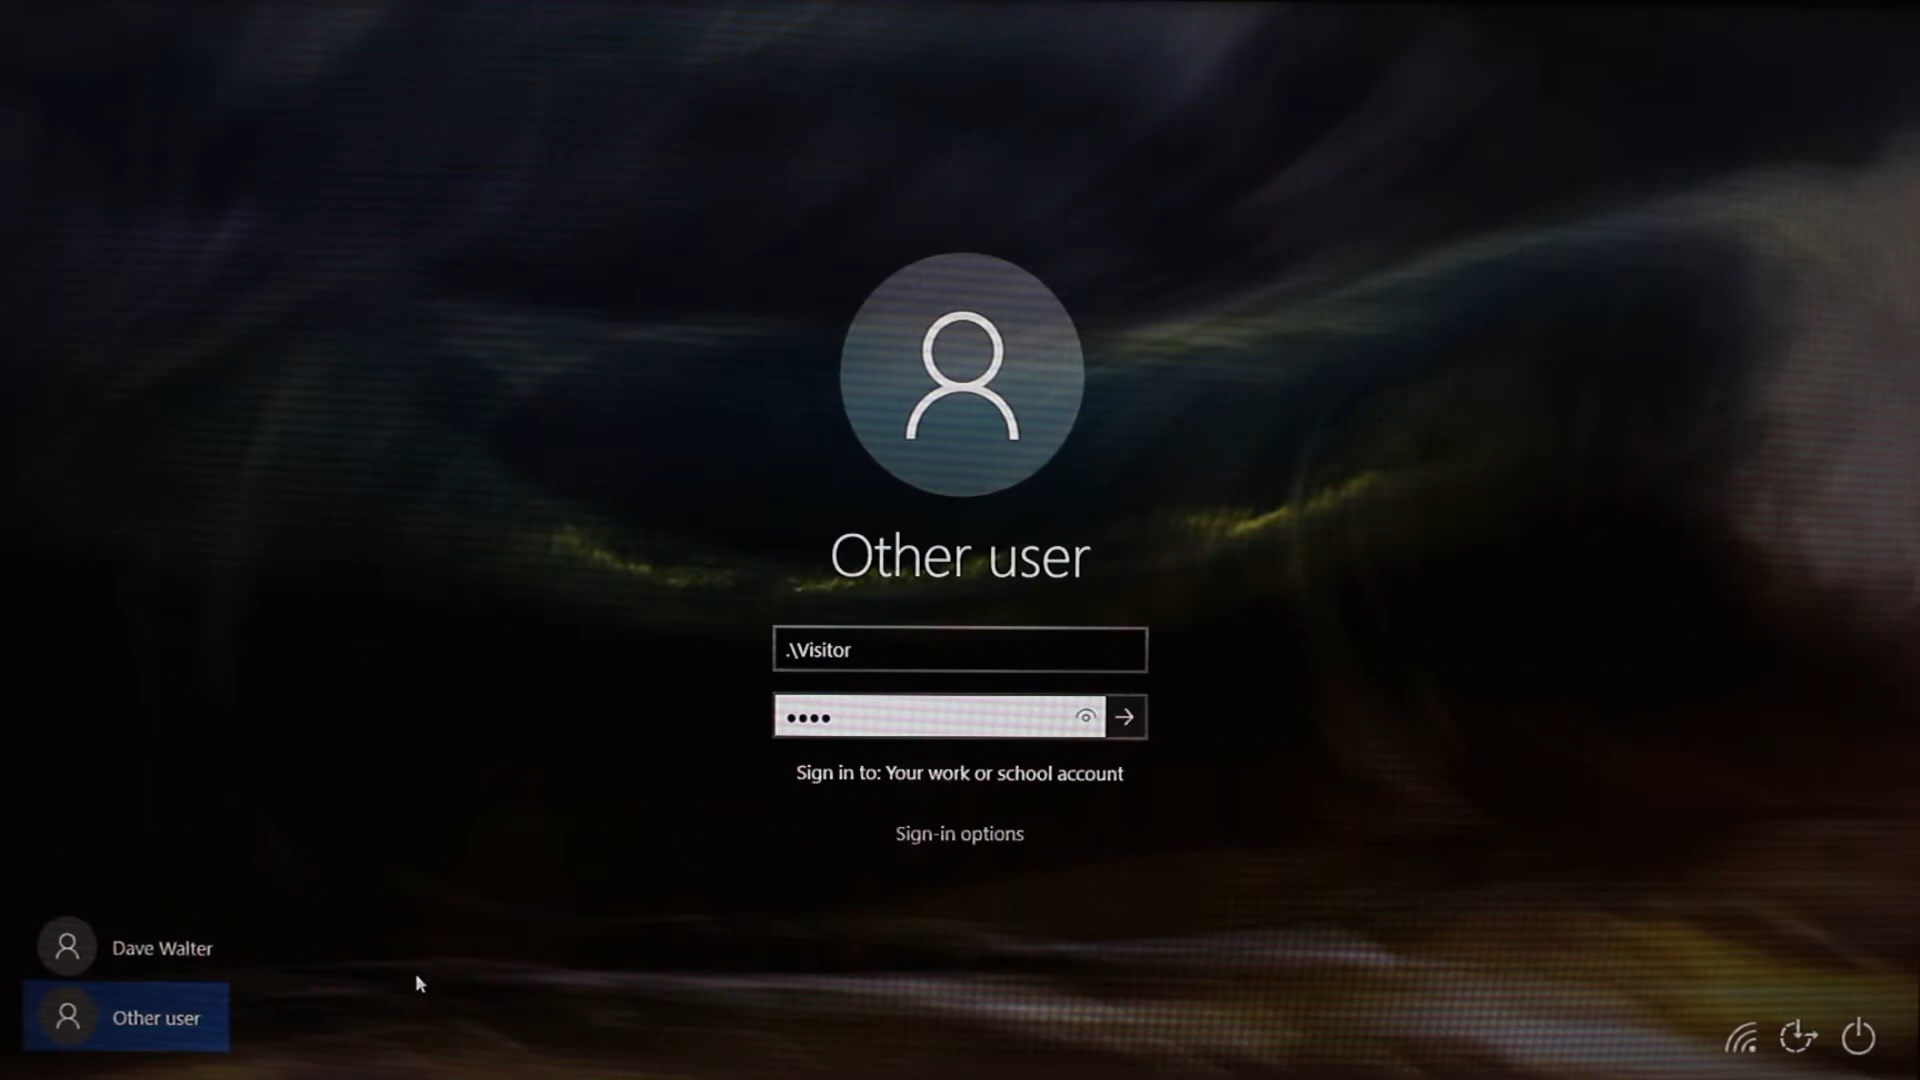 Other user
.\Visitor
Sign in to: Your work or school account
Sign-in options
Dave Walter
Other user